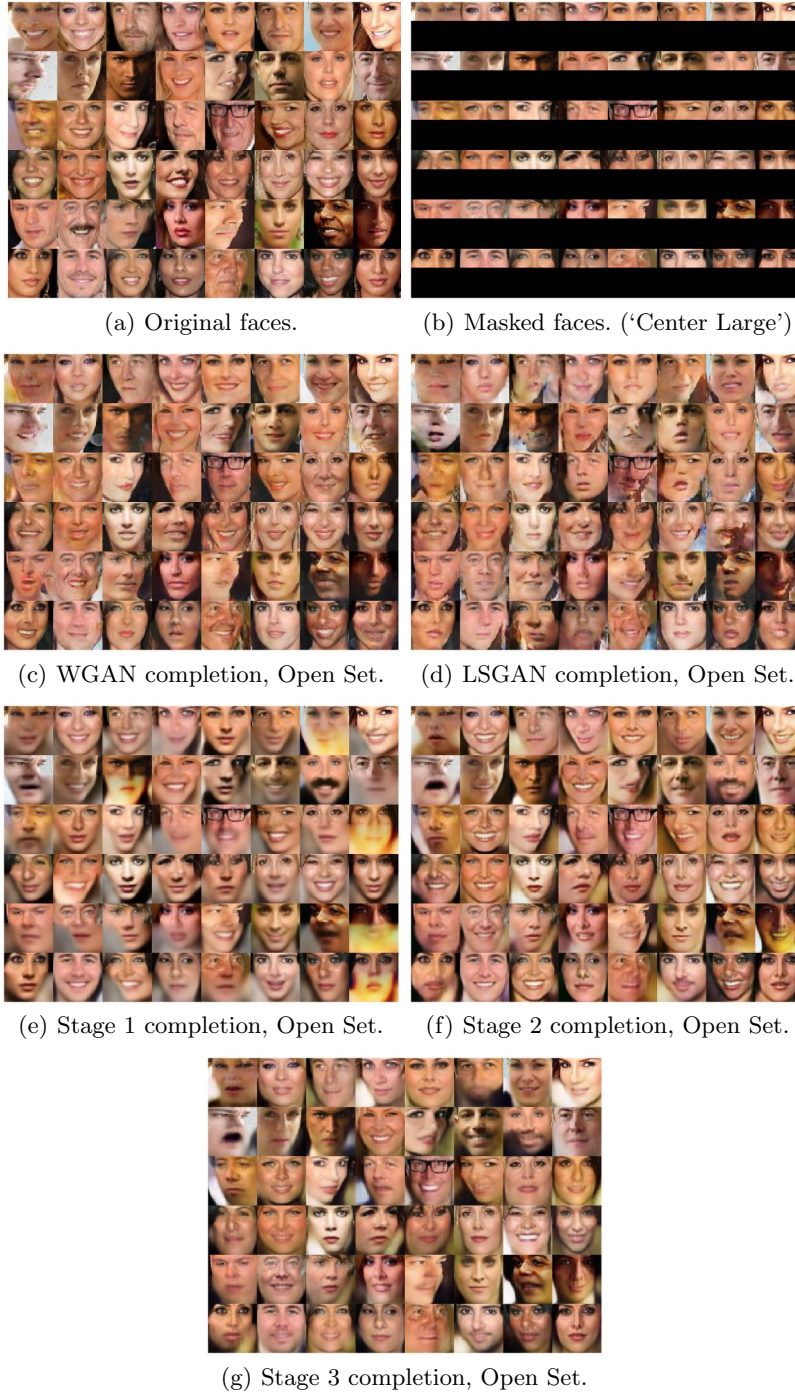 (a) Original faces.
(b) Masked faces. (‘Center Large’)
(c) WGAN completion, Open Set.
(d) LSGAN completion, Open Set.
(e) Stage 1 completion, Open Set.
(f) Stage 2 completion, Open Set.
(g) Stage 3 completion, Open Set.